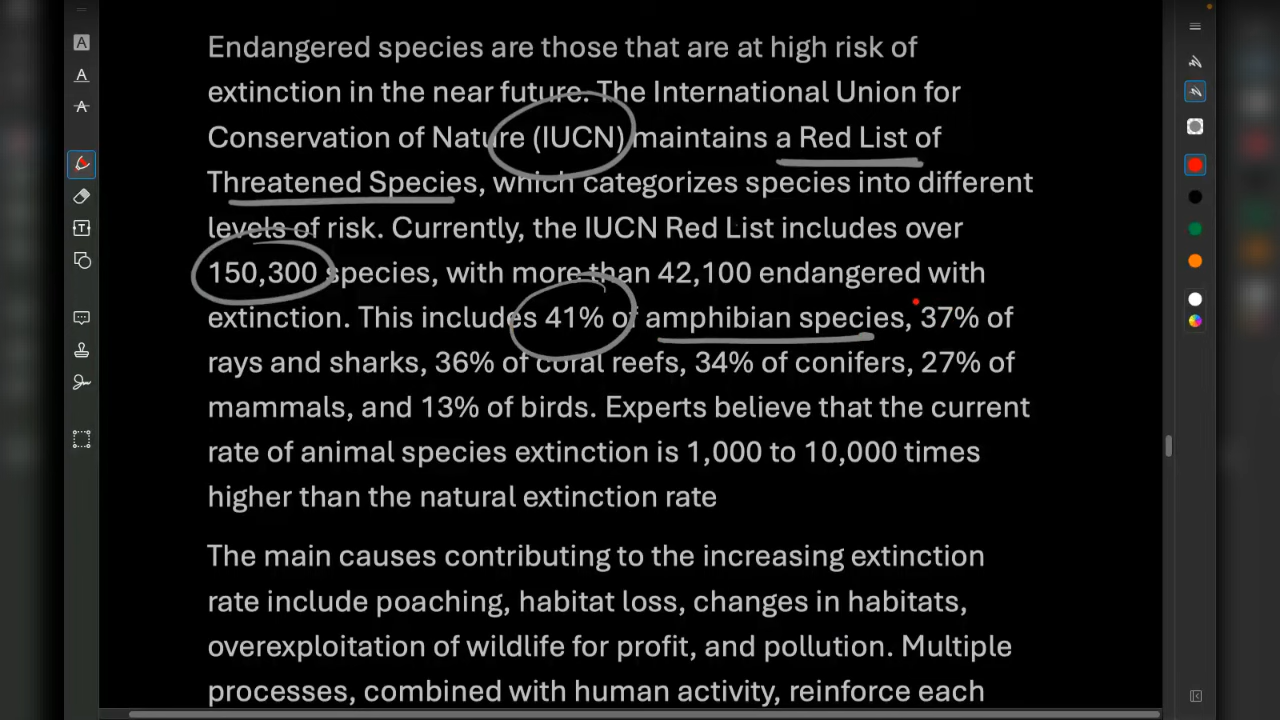 Endangered species are those that are at high risk of
extinction in the near future. The International Union for
Conservation of Nature (IUCN) maintains a Red List of
Threatened Species, which categorizes species into different
levels of risk. Currently, the IUCN Red List includes over
150,300 species, with more than 42,100 endangered with
extinction. This includes 41% of amphibian species, 37% of
rays and sharks, 36% of coral reefs, 34% of conifers, 27% of
mammals, and 13% of birds. Experts believe that the current
rate of animal species extinction is 1,000 to 10,000 times
higher than the natural extinction rate
The main causes contributing to the increasing extinction
rate include poaching, habitat loss, changes in habitats,
overexploitation of wildlife for profit, and pollution. Multiple
processes, combined with human activity, reinforce each